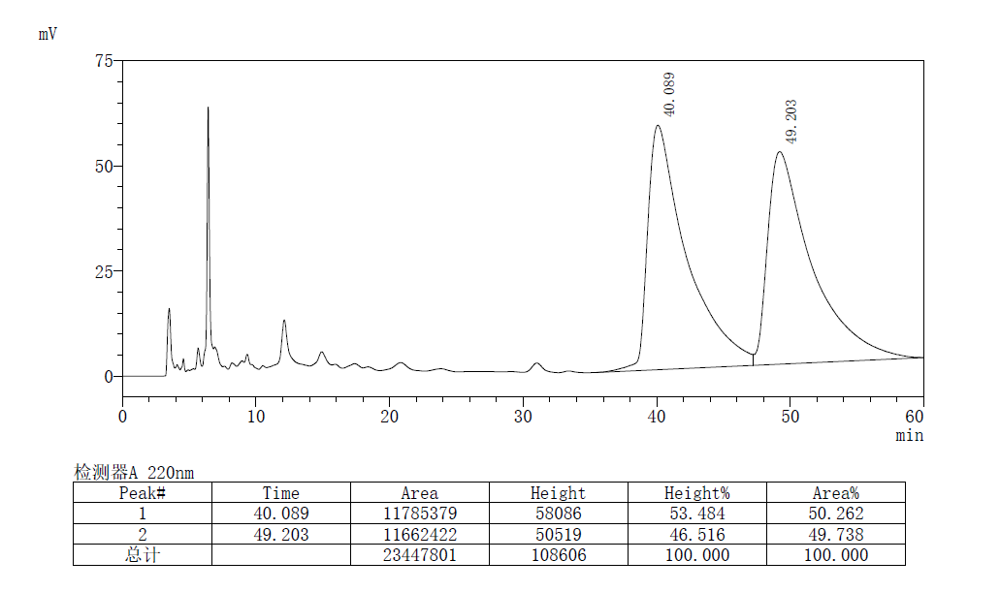 mV
75
50
25
0
40.089
49.203
0 10 20 30 40 50 60
min
检测器A 220nm
Peak# Time Area Height Height% Area%
1 40.089 11785379 58086 53.484 50.262
2 49.203 11662422 50519 46.516 49.738
总计 23447801 108606 100.000 100.000